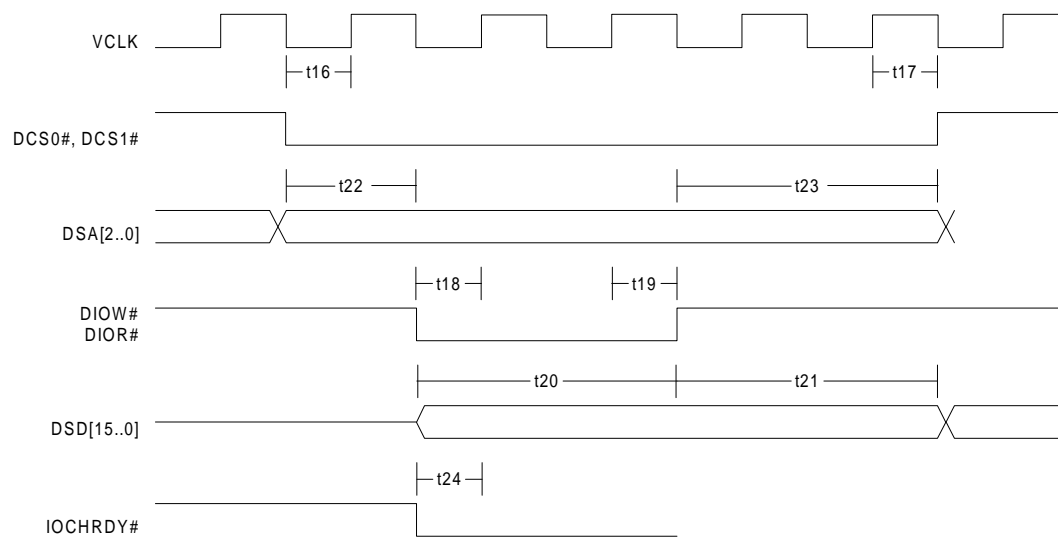 VCLK
t16
t17
DCS0#, DCS1#
t22
t23
DSA[2..0]
t18
t19
DIOW#
DIOR#
t20
t21
DSD[15..0]
t24
IOCHRDY#